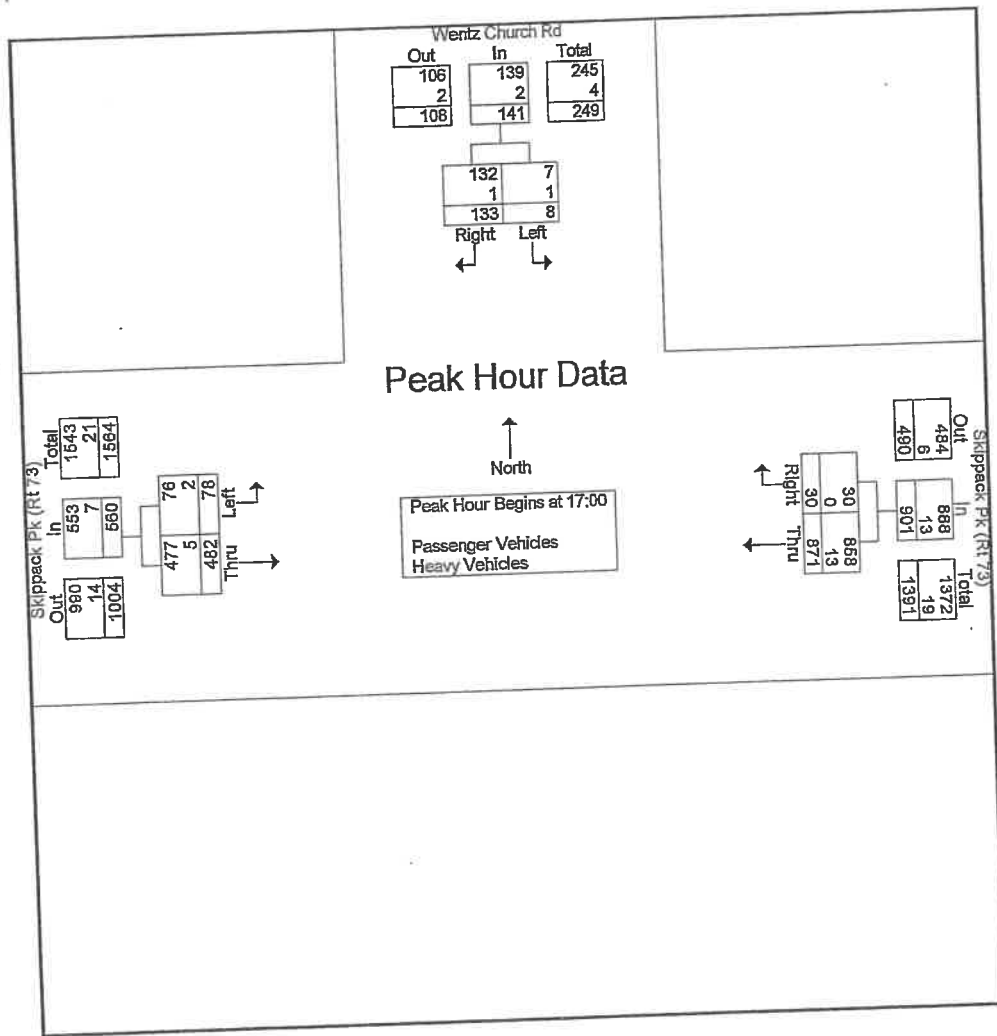 Wentz Church Rd
Out In Total
106 139 245
2 2 4
108 141 249
132 7
1 1
133 8
Right Left
Peak Hour Data
North
Peak Hour Begins at 17:00
Passenger Vehicles
Heavy Vehicles
Skippack Pk (Rt 73)
Out In Total
990 553 1543
14 7 21
1004 560 1564
76 477
2 5
78 482
Left Thru
Skippack Pk (Rt 73)
Out In Total
484 888 1372
6 13 19
490 901 1391
30 858
0 13
30 871
Right Thru